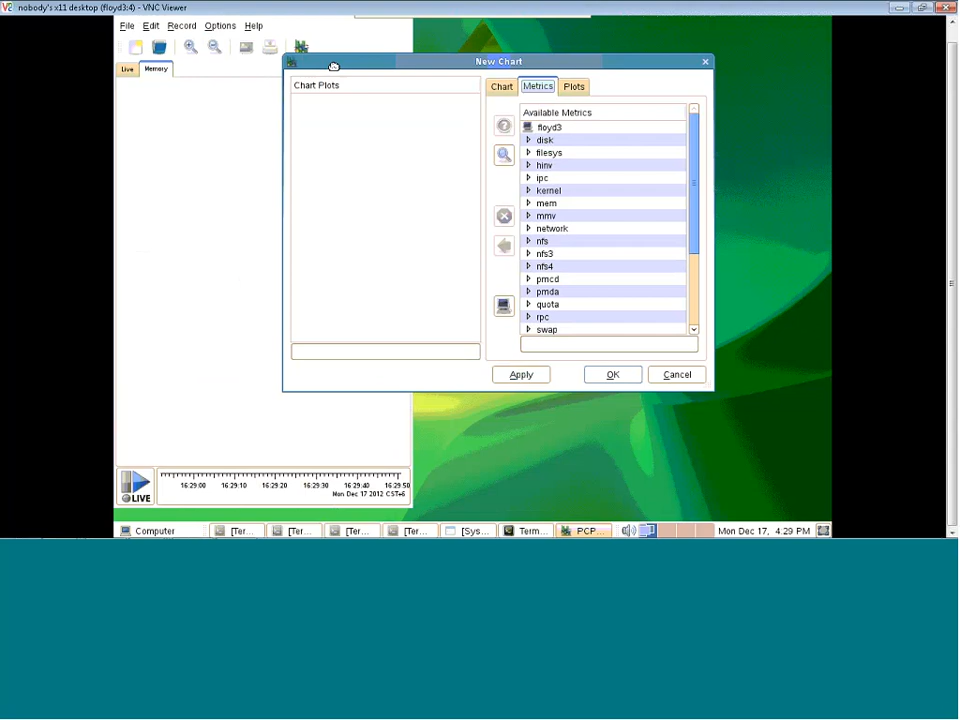 nobody's x11 desktop (floyd3:4) - VNC Viewer
File Edit Record Options Help
Live Memory
New Chart
Chart Plots
Chart Metrics Plots
Available Metrics
floyd3
disk
filesys
hinv
ipc
kernel
mem
mmv
network
nfs
nfs3
nfs4
pmcd
pmda
quota
rpc
swap
Apply OK Cancel
LIVE
16:29:00 16:29:10 16:29:20 16:29:30 16:29:40 16:29:50
Mon Dec 17 2012 CST+6
Computer [Ter... [Ter... [Ter... [Ter... [Sys... Term... PCP... Mon Dec 17, 4:29 PM